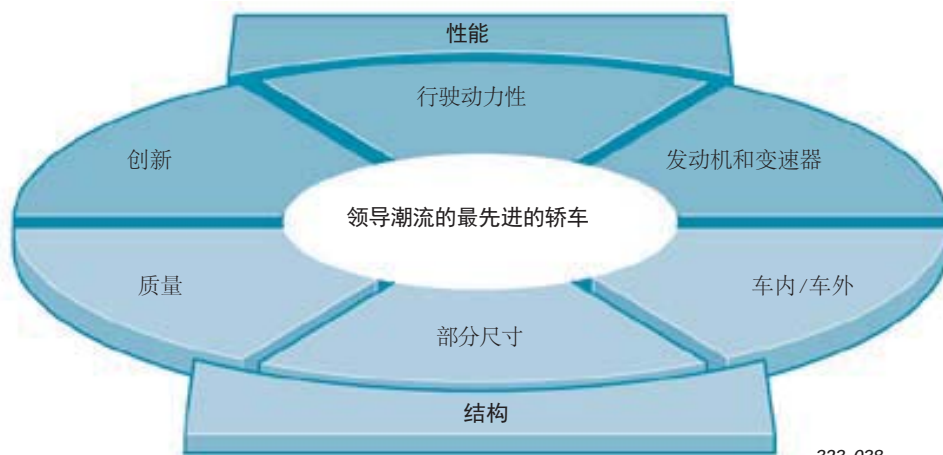 性能
行驶动力性
创新
发动机和变速器
领导潮流的最先进的轿车
质量
车内/车外
部分尺寸
结构